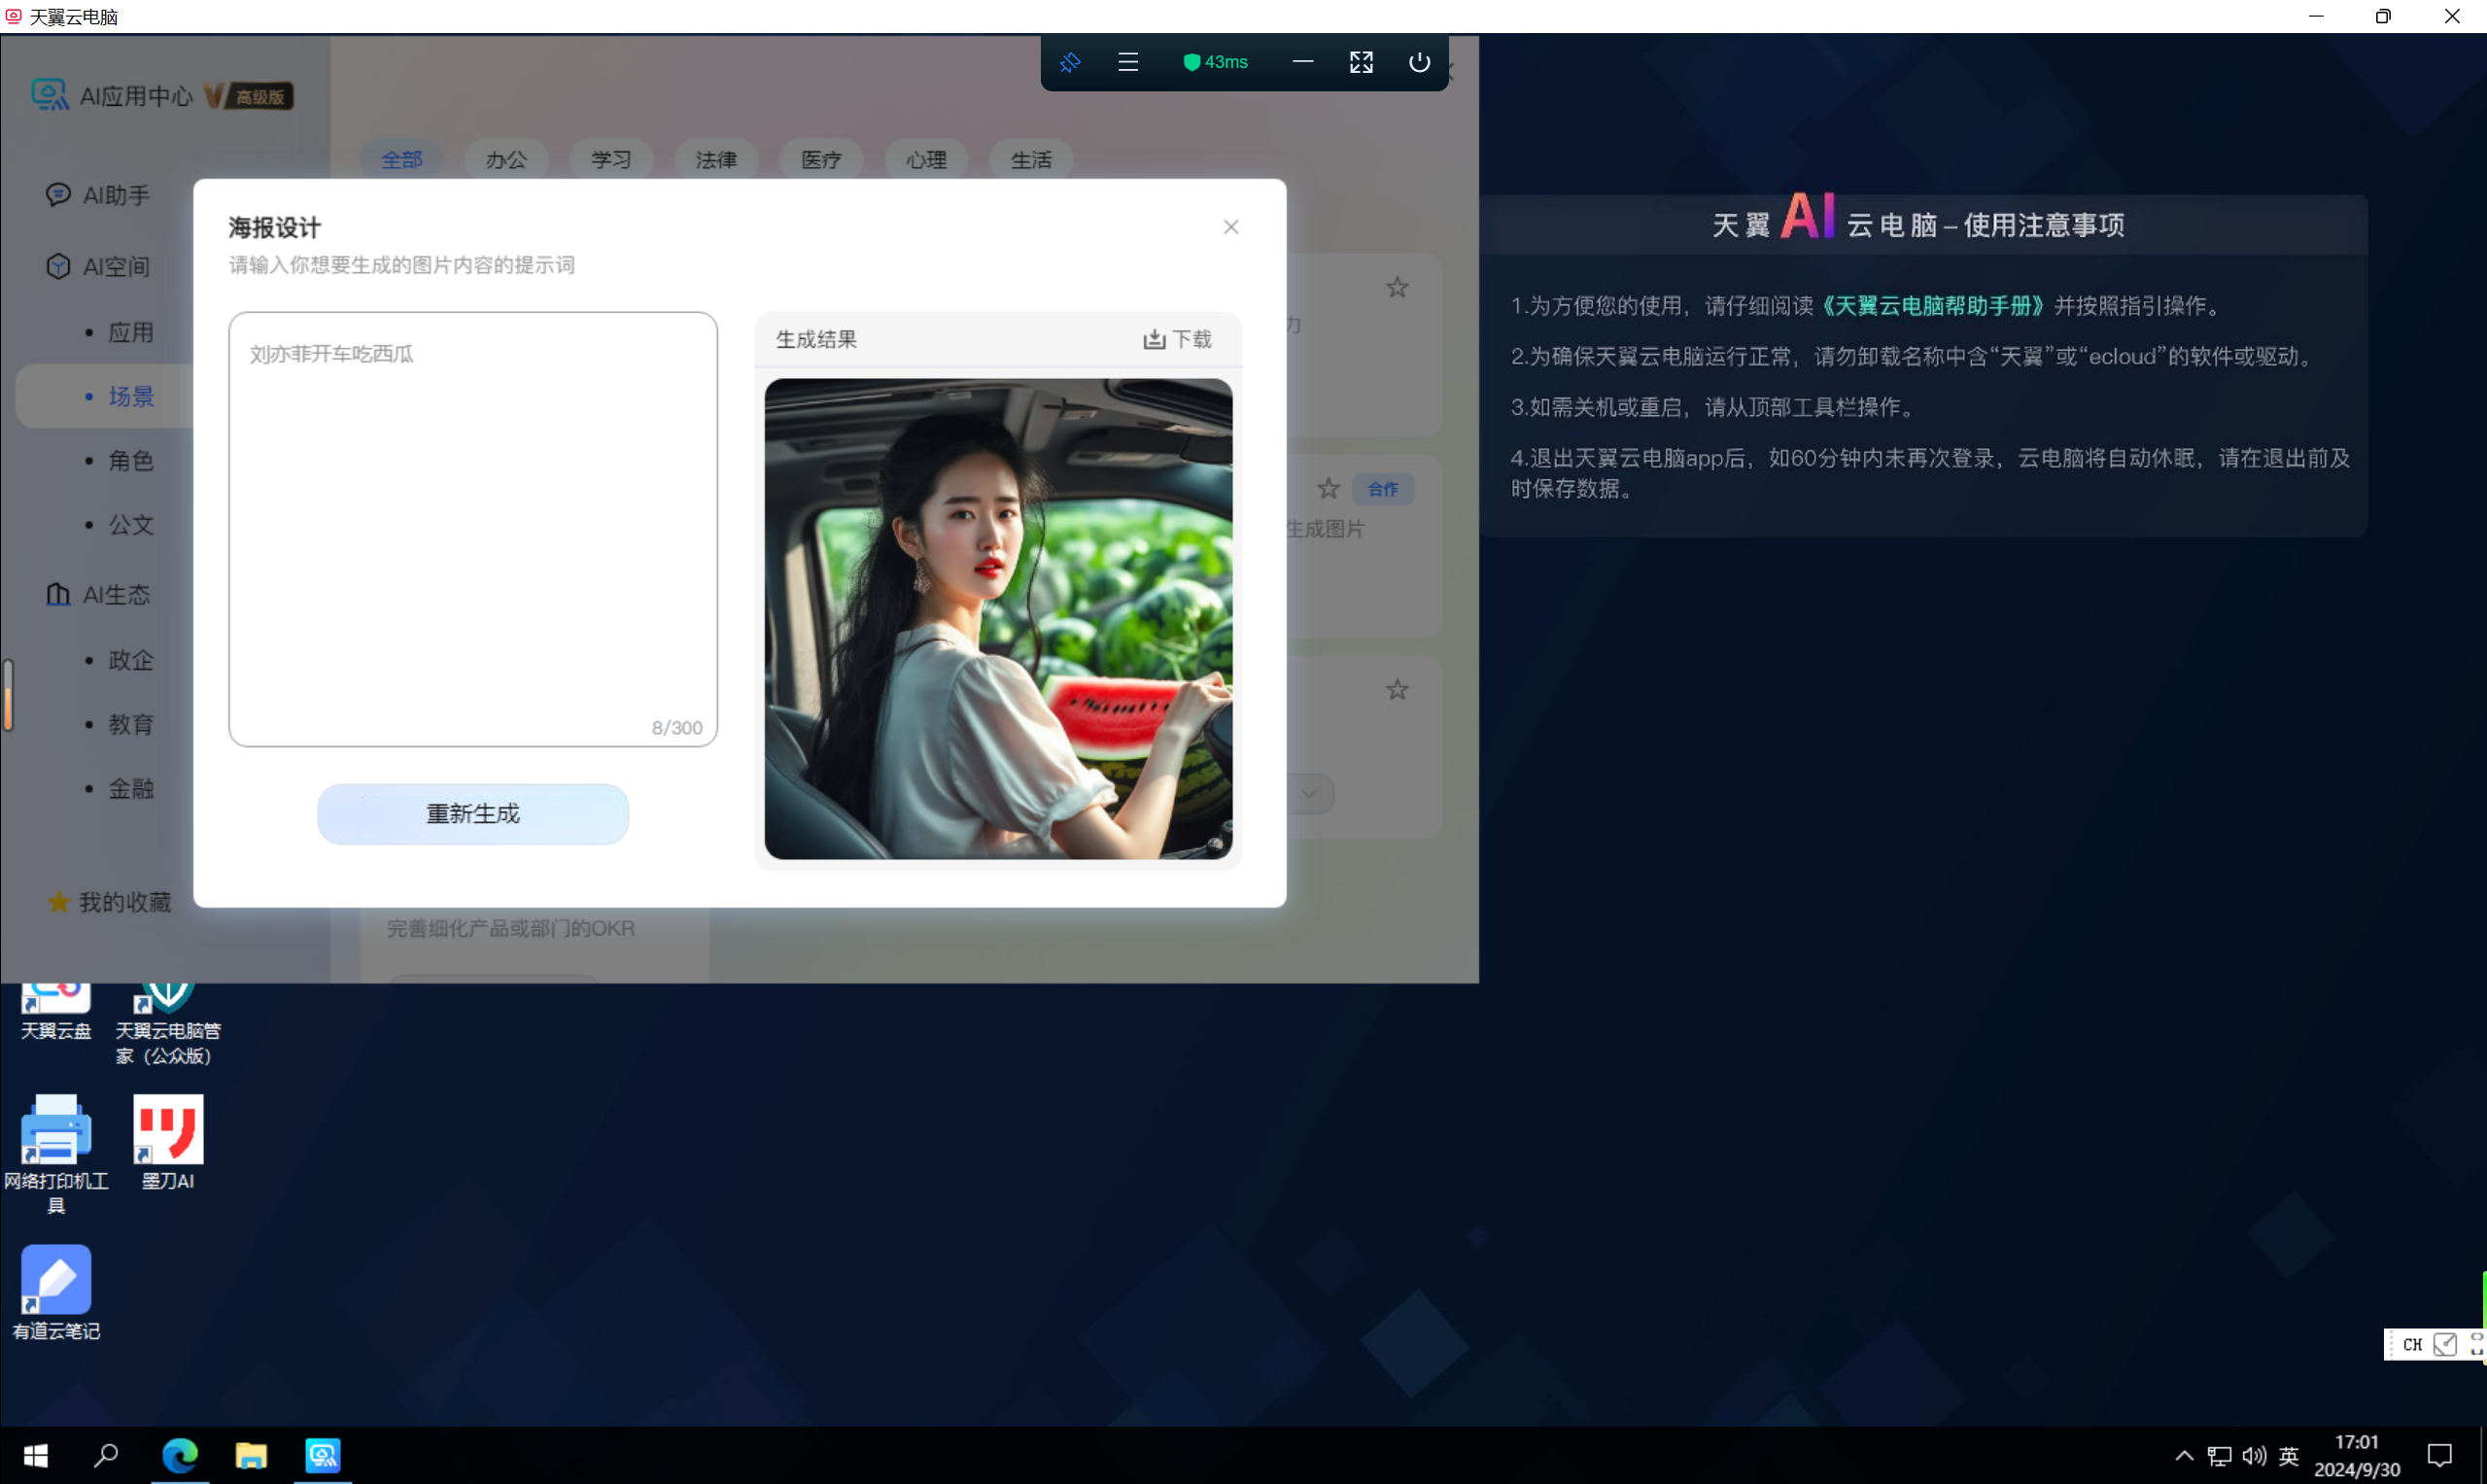 天翼云电脑
43ms
AI应用中心
高级版
全部
办公
学习
法律
医疗
心理
生活
AI助手
AI空间
应用
场景
角色
公文
AI生态
政企
教育
金融
我的收藏
海报设计
请输入你想要生成的图片内容的提示词
刘亦菲开车吃西瓜
8/300
重新生成
生成结果
下载
力
合作
生成图片
完善细化产品或部门的OKR
天翼AI云电脑–使用注意事项
1.为方便您的使用，请仔细阅读《天翼云电脑帮助手册》并按照指引操作。
2.为确保天翼云电脑运行正常，请勿卸载名称中含“天翼”或“ecloud”的软件或驱动。
3.如需关机或重启，请从顶部工具栏操作。
4.退出天翼云电脑app后，如60分钟内未再次登录，云电脑将自动休眠，请在退出前及
时保存数据。
天翼云盘
天翼云电脑管
家（公众版）
网络打印机工
具
墨刀AI
有道云笔记
CH
英
17:01
2024/9/30